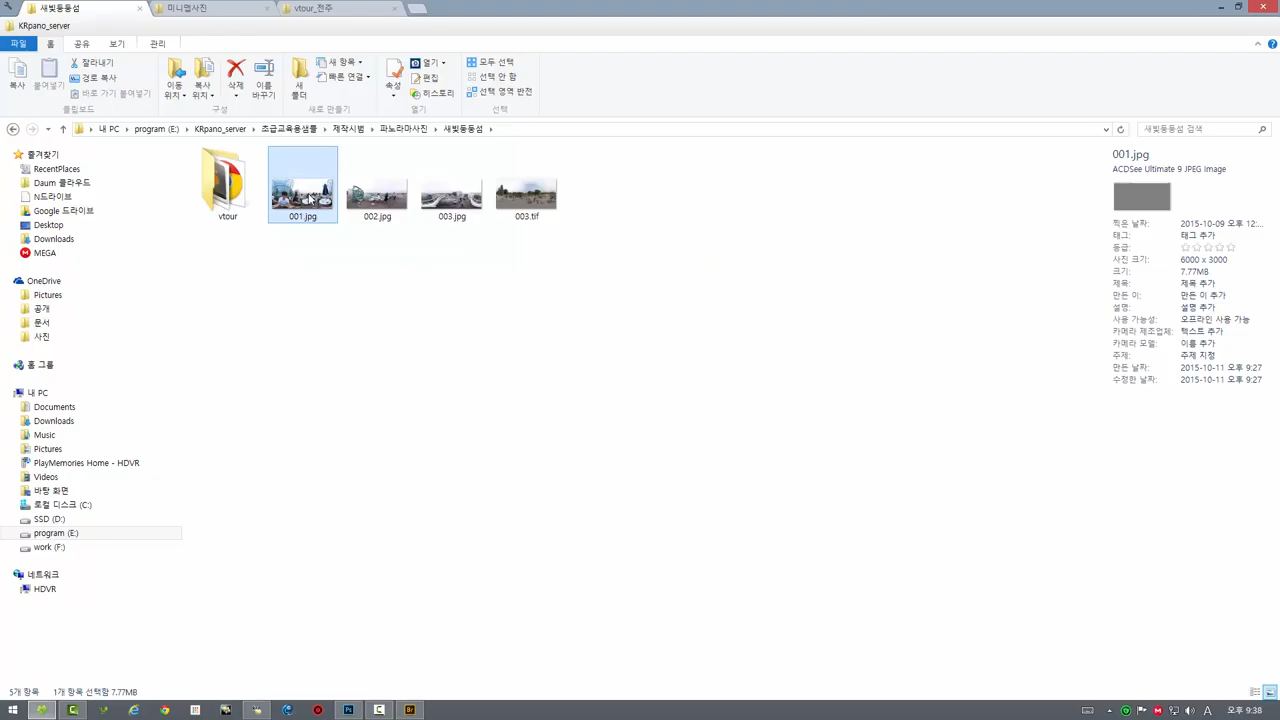 새빛둥둥섬
미니맵사진
vtour_전주
KRpano_server
파일
홈
공유
보기
관리
복사
붙여넣기
잘라내기
경로 복사
바로 가기 붙여넣기
클립보드
이동 위치
복사 위치
삭제
이름 바꾸기
구성
새 폴더
새 항목
빠른 연결
새로 만들기
속성
열기
편집
히스토리
열기
모두 선택
선택 안 함
선택 영역 반전
선택
내 PC
program (E:)
KRpano_server
초급교육용샘플
제작시범
파노라마사진
새빛둥둥섬
새빛둥둥섬 검색
즐겨찾기
RecentPlaces
Daum 클라우드
N드라이브
Google 드라이브
Desktop
Downloads
MEGA
OneDrive
Pictures
공개
문서
사진
홈 그룹
내 PC
Documents
Downloads
Music
Pictures
PlayMemories Home - HDVR
Videos
바탕 화면
로컬 디스크 (C:)
SSD (D:)
program (E:)
work (F:)
네트워크
HDVR
vtour
001.jpg
002.jpg
003.jpg
003.tif
001.jpg
ACDSee Ultimate 9 JPEG Image
찍은 날짜: 2015-10-09 오후 12:...
태그: 태그 추가
등급:
사진 크기: 6000 x 3000
크기: 7.77MB
제목: 제목 추가
만든 이: 만든 이 추가
설명: 설명 추가
사용 가능성: 오프라인 사용 가능
카메라 제조업체: 텍스트 추가
카메라 모델: 이름 추가
주제: 주제 지정
만든 날짜: 2015-10-11 오후 9:27
수정한 날짜: 2015-10-11 오후 9:27
5개 항목 1개 항목 선택함 7.77MB
Ps
Br
A
오후 9:38